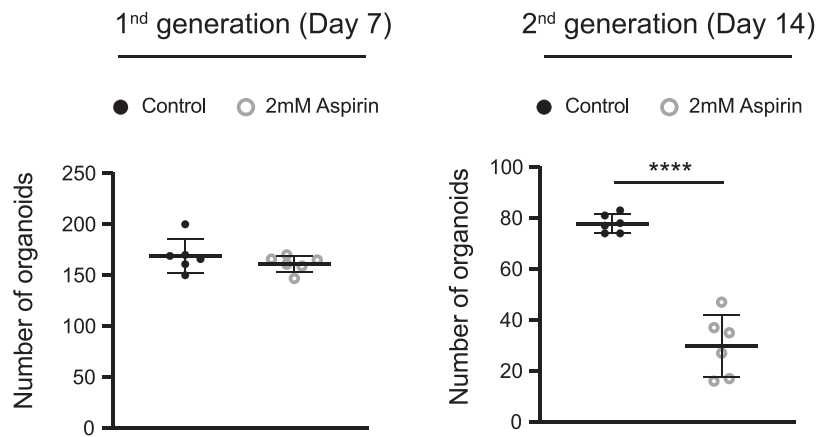 1nd generation (Day 7)
Control
2mM Aspirin
Number of organoids
250
200
150
100
50
0
2nd generation (Day 14)
Control
2mM Aspirin
Number of organoids
****
100
80
60
40
20
0